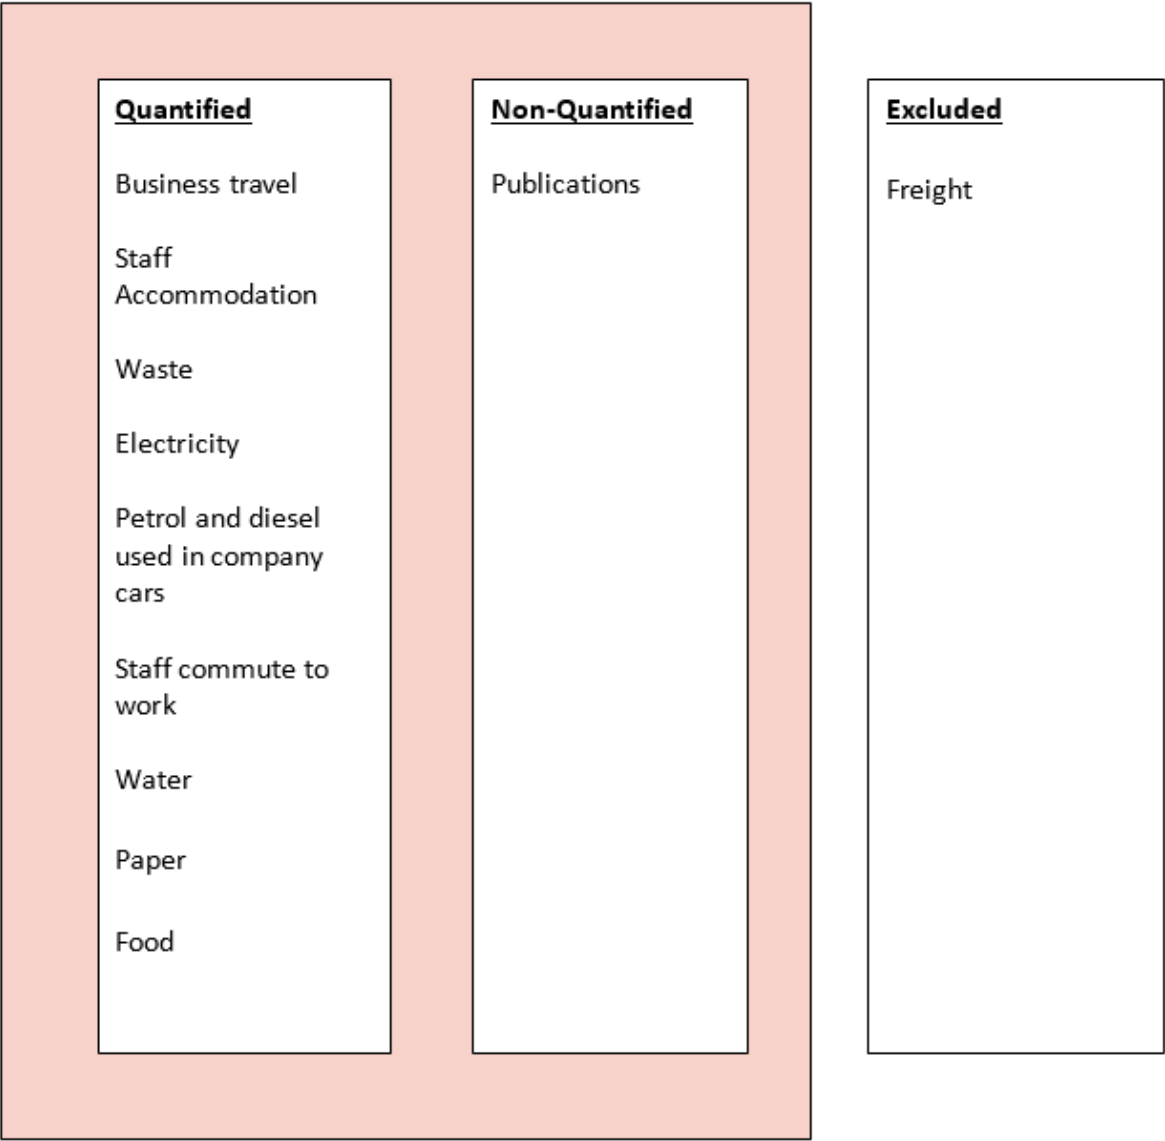 Quantified
Business travel
Staff
Accommodation
Waste
Electricity
Petrol and diesel
used in company
cars
Staff commute to
work
Water
Paper
Food
Non-Quantified
Publications
Excluded
Freight